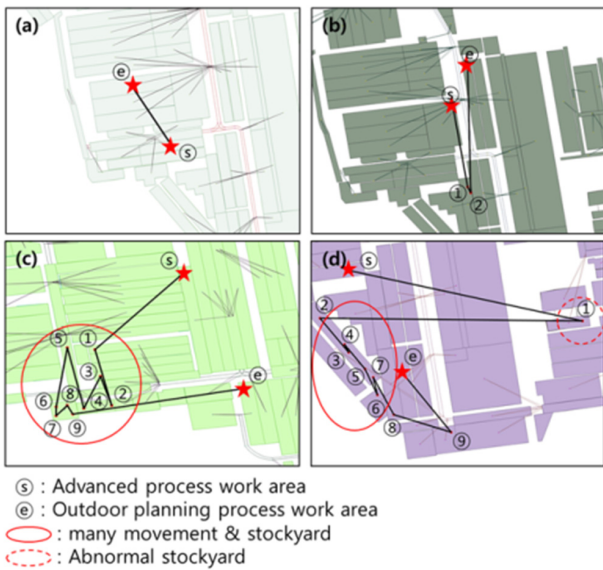 (a)
ⓔ
ⓢ
(b)
ⓔ
ⓢ
① ②
(c)
ⓢ
⑤ ①
③ ⓔ
⑥ ⑧ ④ ②
⑦ ⑨
(d)
ⓢ
② ①
④
③ ⑦ ⓔ
⑤
⑥
⑧ ⑨
ⓢ : Advanced process work area
ⓔ : Outdoor planning process work area
: many movement & stockyard
: Abnormal stockyard